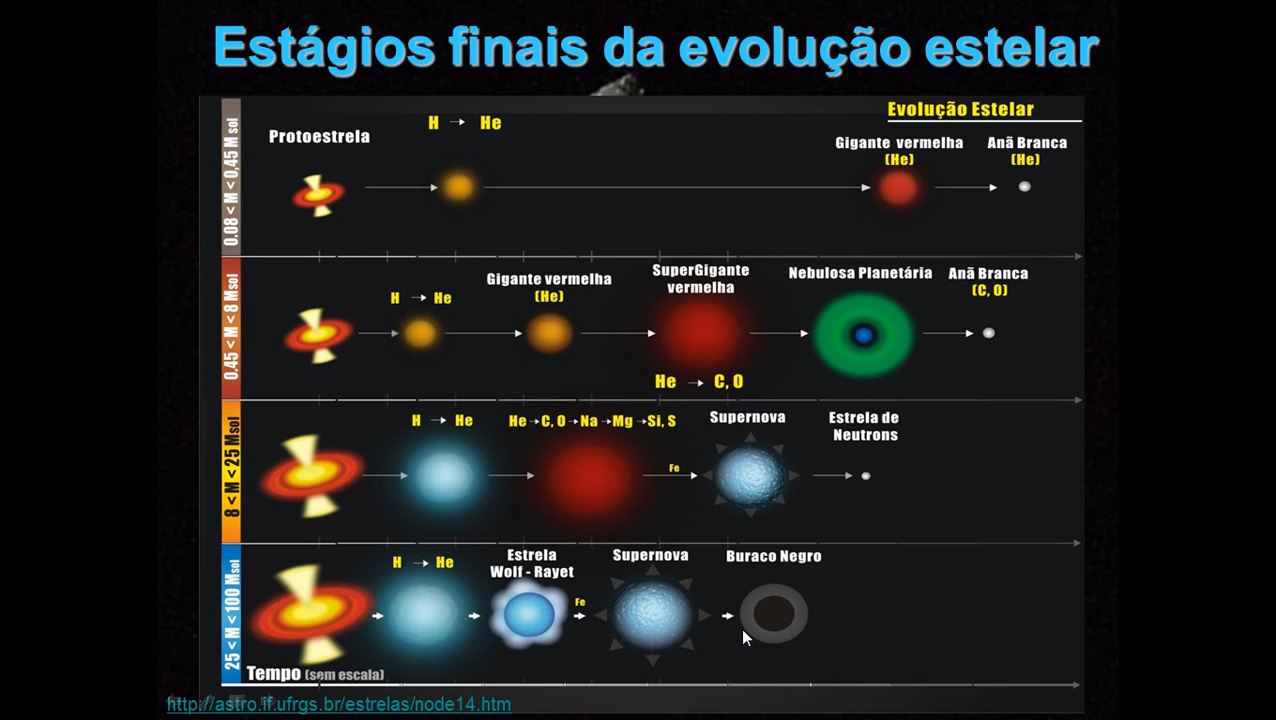 Estágios finais da evolução estelar
Evolução Estelar
0.08 < M < 0,45 M sol
Protoestrela
H → He
Gigante vermelha
(He)
Anã Branca
(He)
0.45 < M < 8 Msol
H → He
Gigante vermelha
(He)
SuperGigante
vermelha
He → C, O
Nebulosa Planetária
Anã Branca
(C, O)
8 < M < 25 Msol
H → He
He→C, O→Na→Mg→Si, S
Fe
Supernova
Estrela de
Neutrons
25 < M < 100 Msol
H → He
Estrela
Wolf - Rayet
Fe
Supernova
Buraco Negro
Tempo (sem escala)
http://astro.if.ufrgs.br/estrelas/node14.htm